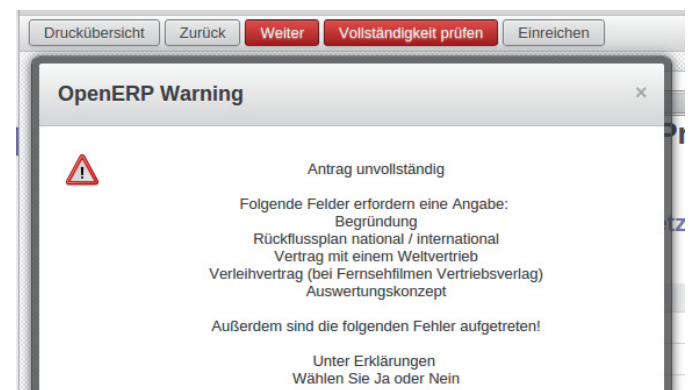 Druckübersicht Zurück Weiter Vollständigkeit prüfen Einreichen
OpenERP Warning ×
Antrag unvollständig
Folgende Felder erfordern eine Angabe:
Begründung
Rückflussplan national / international
Vertrag mit einem Weltvertrieb
Verleihvertrag (bei Fernsehfilmen Vertriebsverlag)
Auswertungskonzept
Außerdem sind die folgenden Fehler aufgetreten!
Unter Erklärungen
Wählen Sie Ja oder Nein